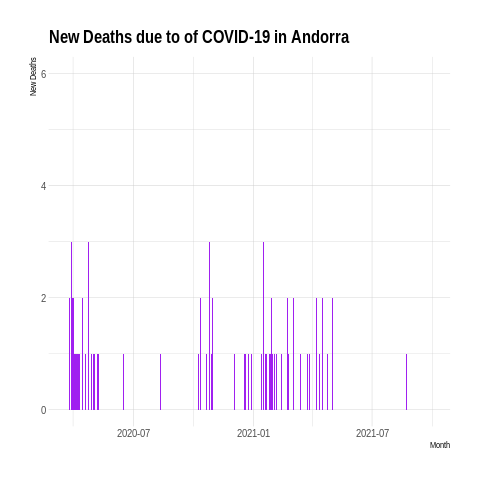 New Deaths due to of COVID-19 in Andorra
New Deaths
6
4
2
0
2020-07
2021-01
2021-07
Month